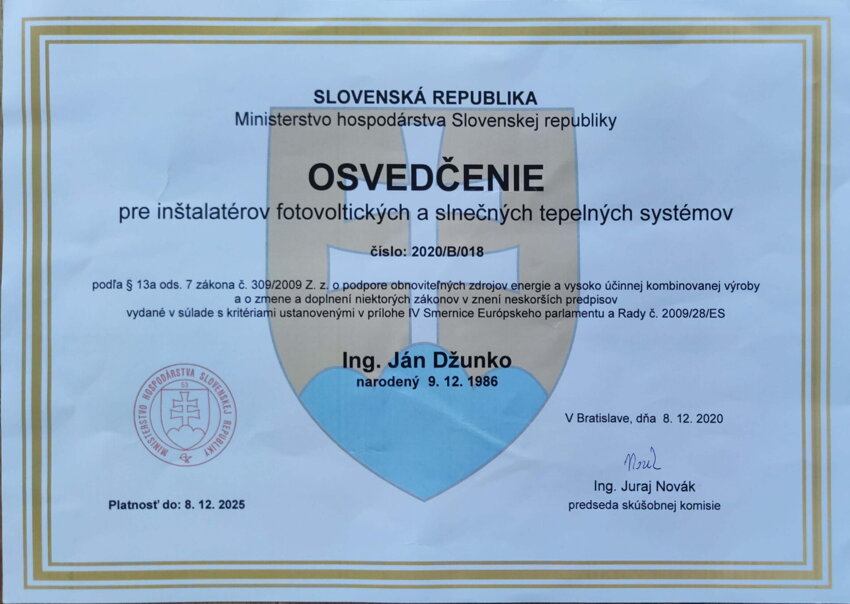 SLOVENSKÁ REPUBLIKA
Ministerstvo hospodárstva Slovenskej republiky
OSVEDČENIE
pre inštalatérov fotovoltických a slnečných tepelných systémov
číslo: 2020/B/018
podľa § 13a ods. 7 zákona č. 309/2009 Z. z. o podpore obnoviteľných zdrojov energie a vysoko účinnej kombinovanej výroby
a o zmene a doplnení niektorých zákonov v znení neskorších predpisov
vydané v súlade s kritériami ustanovenými v prílohe IV Smernice Európskeho parlamentu a Rady č. 2009/28/ES
Ing. Ján Džunko
narodený 9. 12. 1986
MINISTERSTVO HOSPODÁRSTVA SLOVENSKEJ REPUBLIKY
53
V Bratislave, dňa 8. 12. 2020
Ing. Juraj Novák
predseda skúšobnej komisie
Platnosť do: 8. 12. 2025